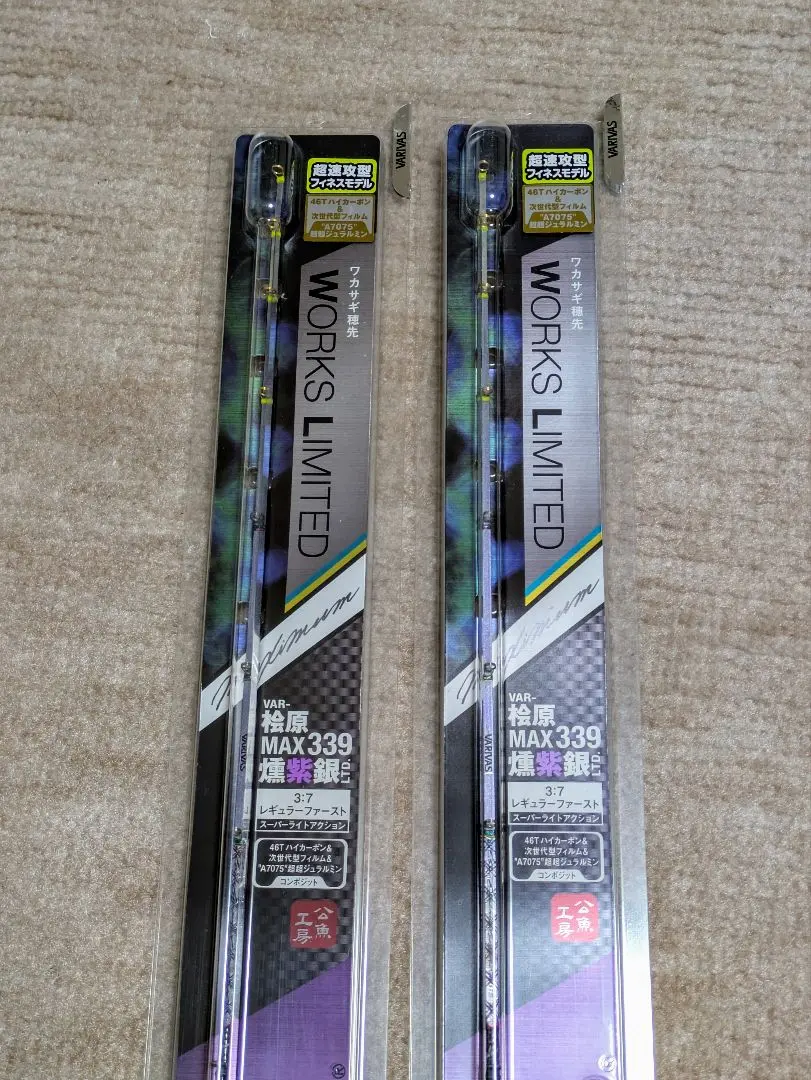 VARIVAS
超速攻型
フィネスモデル
46Tハイカーボン
&
次世代型フィルム
"A7075"
超超ジュラルミン
ワカサギ穂先
WORKS LIMITED
Maximum
VAR-
桧原
MAX339
燻紫銀LTD.
3:7
レギュラーファースト
スーパーライトアクション
46Tハイカーボン&
次世代型フィルム&
"A7075"超超ジュラルミン
コンポジット
公魚
工房
VARIVAS
VARIVAS
超速攻型
フィネスモデル
46Tハイカーボン
&
次世代型フィルム
"A7075"
超超ジュラルミン
ワカサギ穂先
WORKS LIMITED
Maximum
VAR-
桧原
MAX339
燻紫銀LTD.
VARIVAS
3:7
レギュラーファースト
スーパーライトアクション
46Tハイカーボン&
次世代型フィルム&
"A7075"超超ジュラルミン
コンポジット
公魚
工房